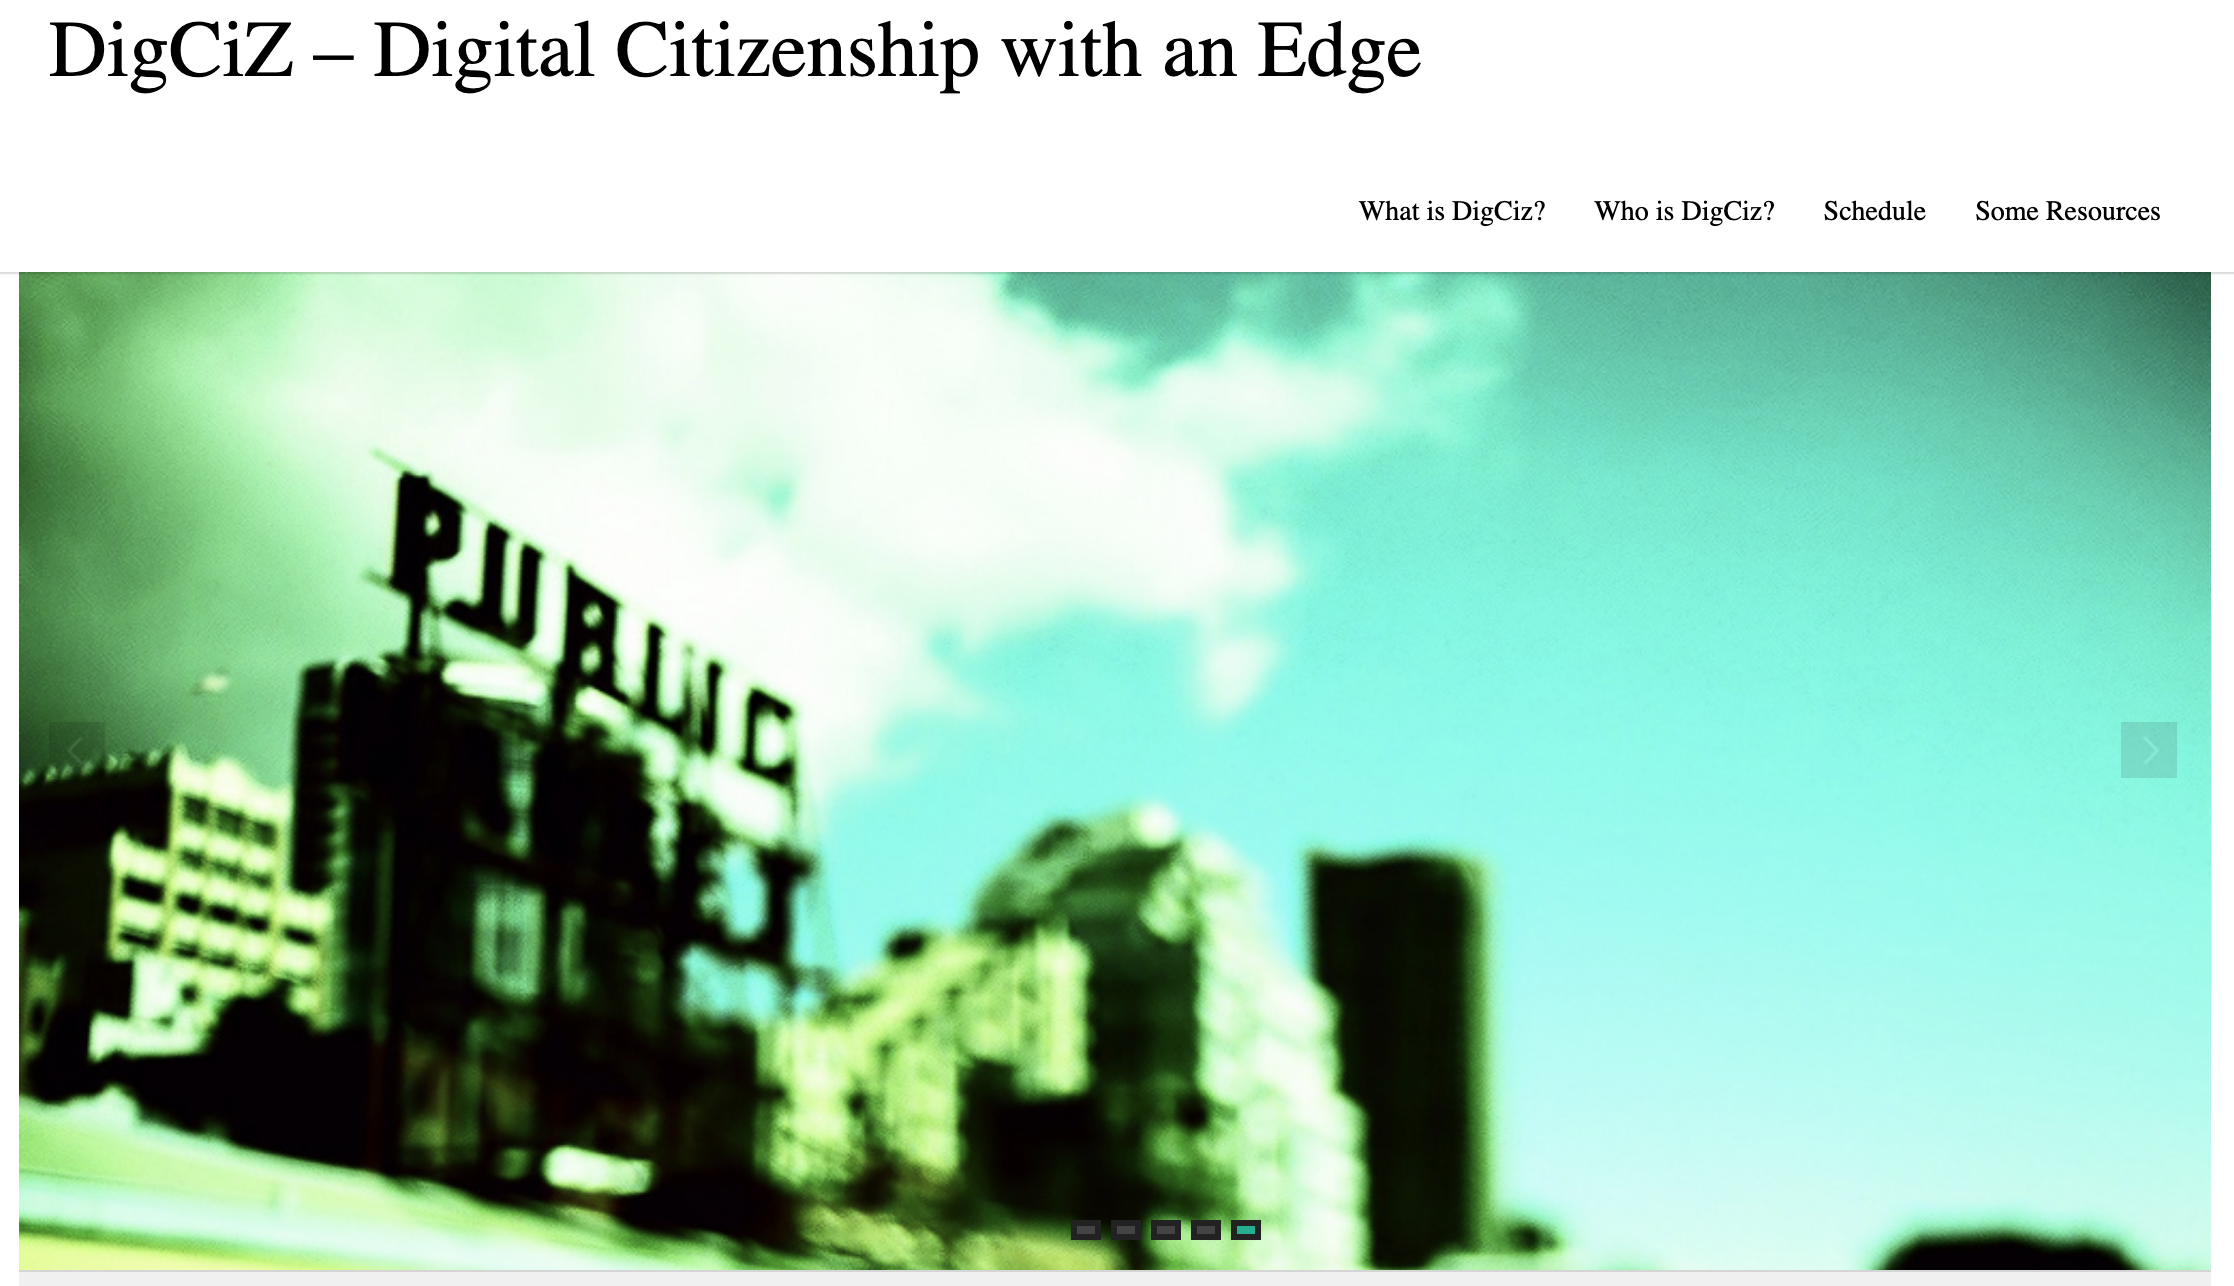 DigCiZ – Digital Citizenship with an Edge
What is DigCiz? Who is DigCiz? Schedule Some Resources
PUBLIC